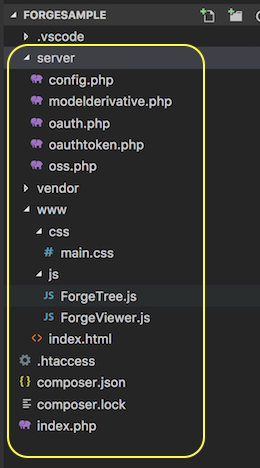 FORGESAMPLE
.vscode
server
config.php
modelderivative.php
oauth.php
oauthtoken.php
oss.php
vendor
www
css
# main.css
js
JS ForgeTree.js
JS ForgeViewer.js
<> index.html
.htaccess
{} composer.json
composer.lock
index.php